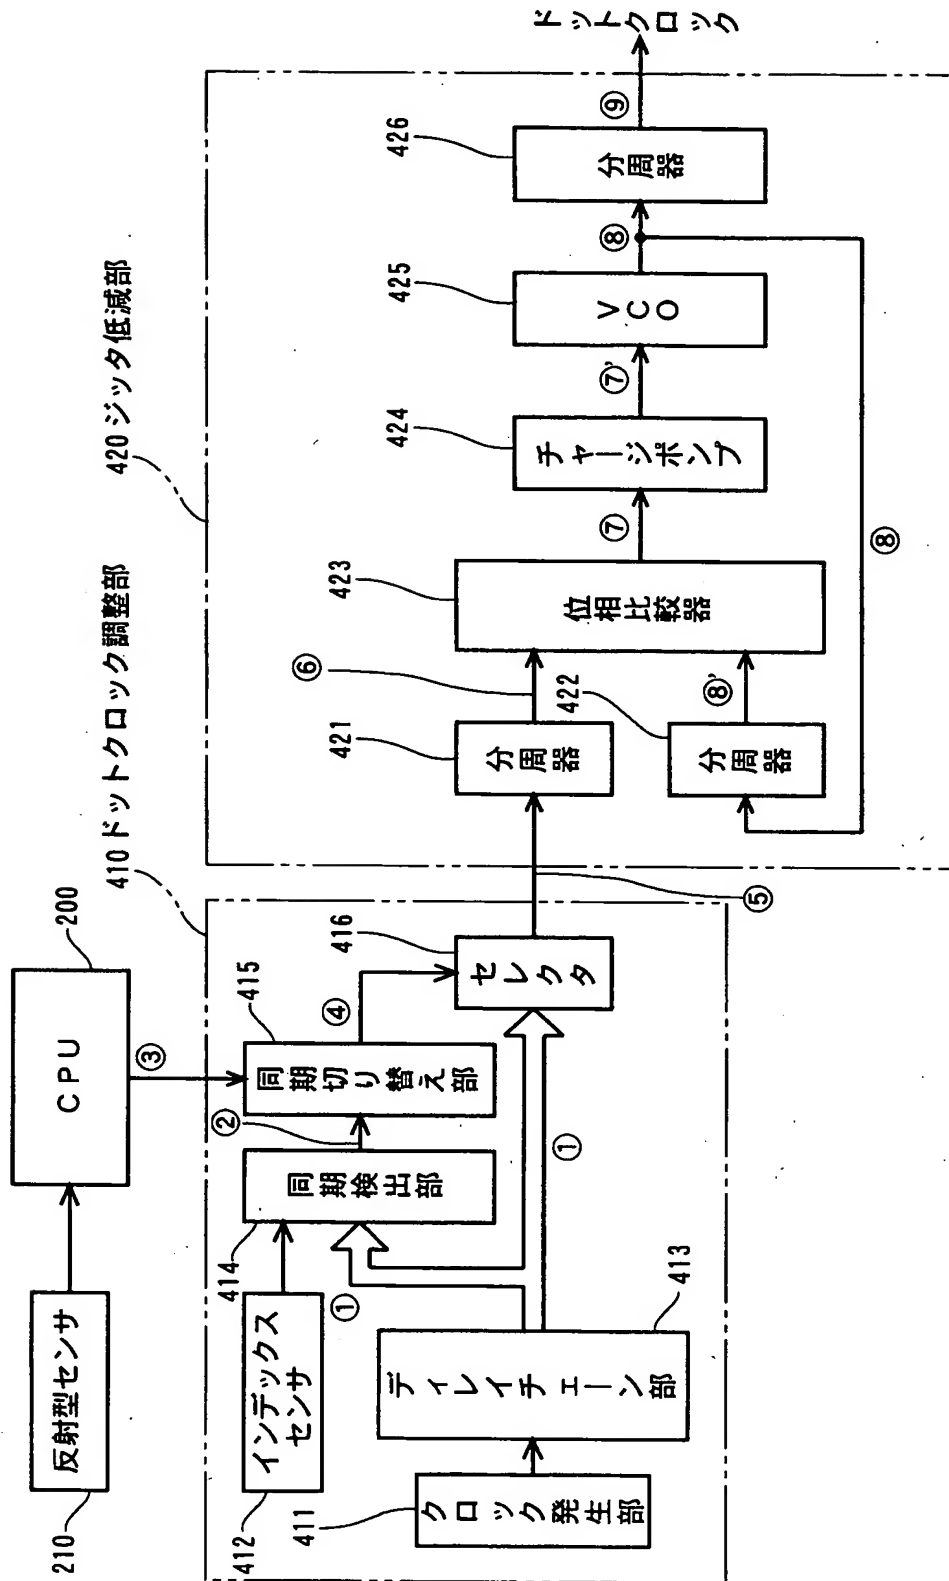 210
反射型センサ
200
CPU
③
410 ドットクロック調整部
420 ジッタ低減部
412
インデックス
センサ
411
クロック発生部
413
ディレイチェーン部
①
①
414
同期検出部
②
415
同期切り替え部
④
416
セレクタ
⑤
421
分周器
⑥
422
分周器
⑧'
423
位相比較器
⑦
424
チャージポンプ
⑦'
425
VCO
⑧
⑧
426
分周器
⑨
ドットクロック